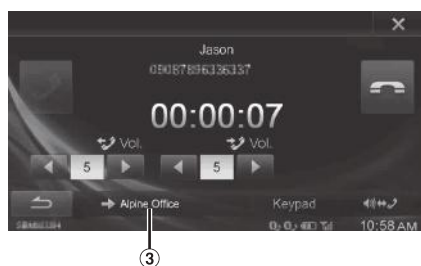 Jason
09087896336337
00:00:07
Vol. Vol.
5 5
Alpine Office Keypad
10:58 AM
3